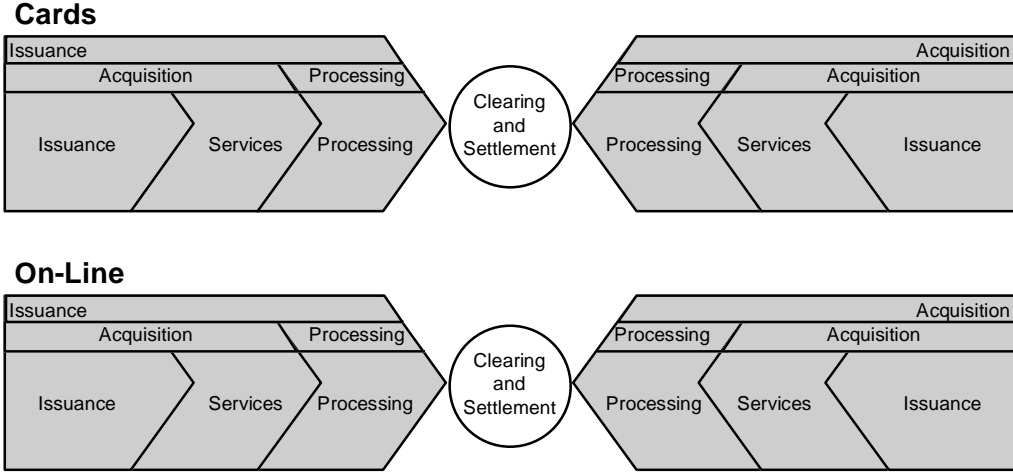 Cards
Issuance Acquisition
Acquisition Processing Processing Acquisition
Clearing
and
Settlement
Issuance Services Processing Processing Services Issuance
On-Line
Issuance Acquisition
Acquisition Processing Processing Acquisition
Clearing
and
Settlement
Issuance Services Processing Processing Services Issuance